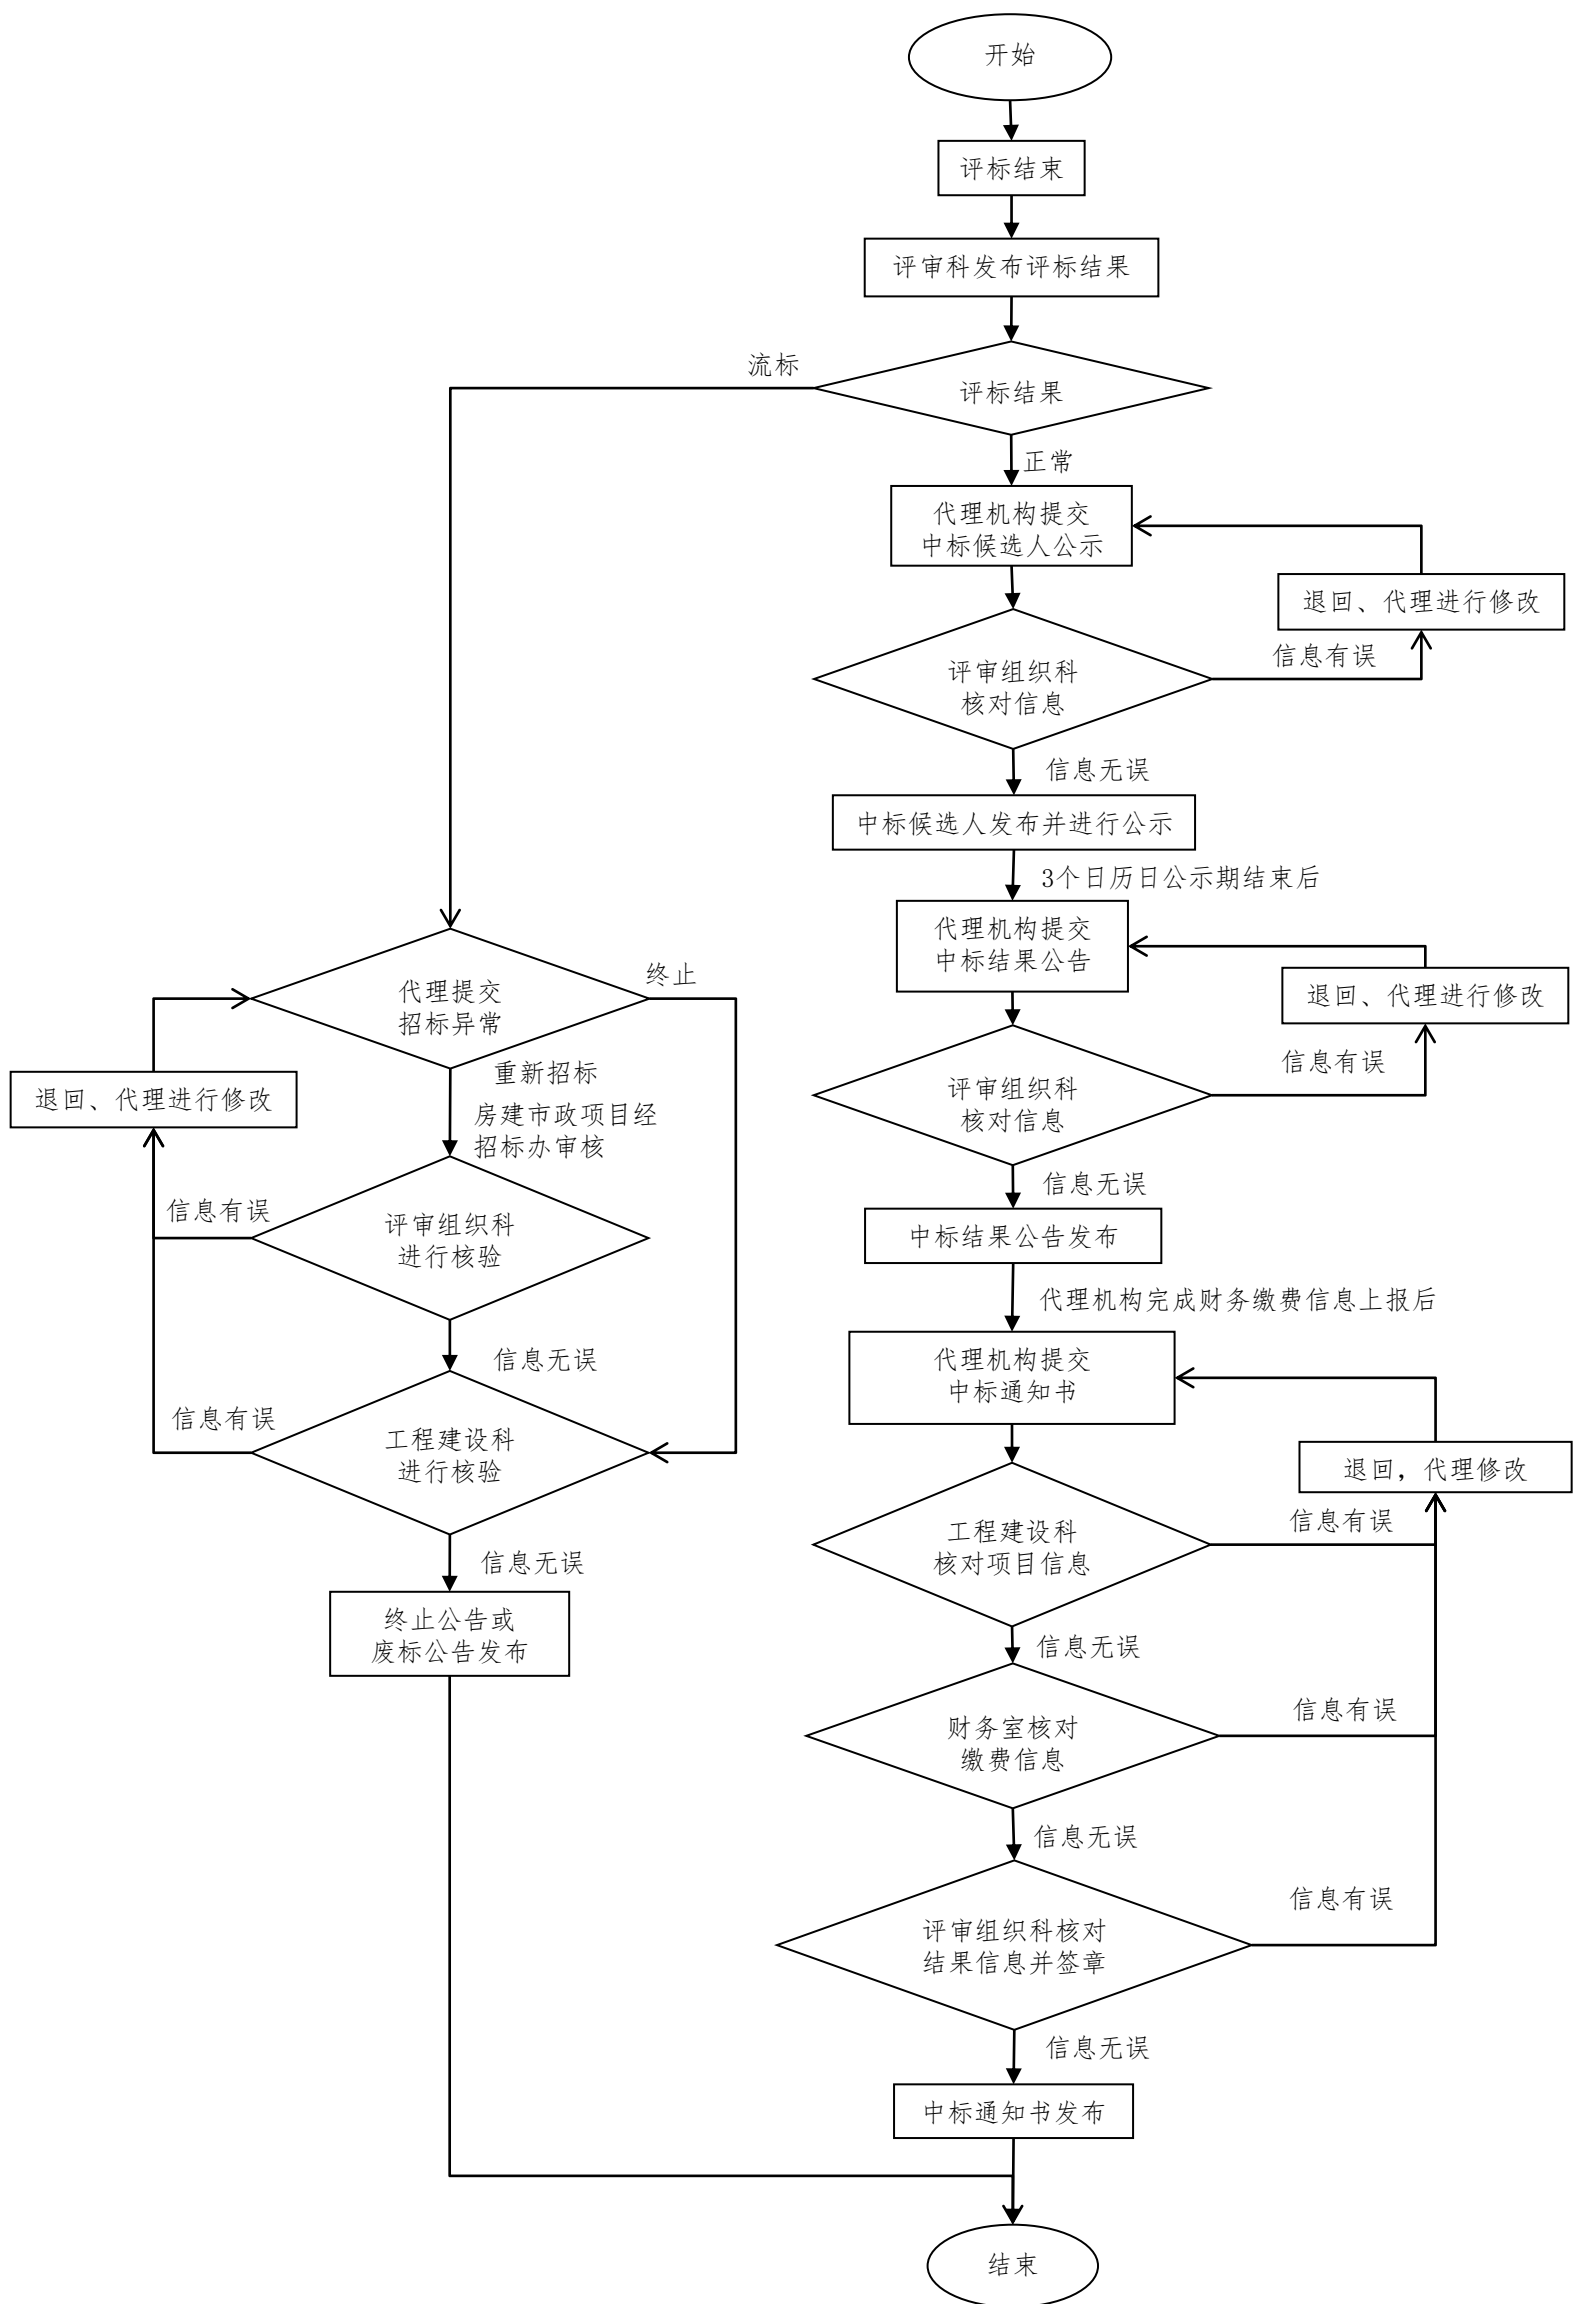 开始
评标结束
评审科发布评标结果
流标
评标结果
正常
代理机构提交
中标候选人公示
退回、代理进行修改
信息有误
评审组织科
核对信息
信息无误
中标候选人发布并进行公示
3个日历日公示期结束后
代理机构提交
中标结果公告
退回、代理进行修改
信息有误
评审组织科
核对信息
信息无误
中标结果公告发布
代理机构完成财务缴费信息上报后
代理机构提交
中标通知书
退回，代理修改
信息有误
工程建设科
核对项目信息
信息无误
财务室核对
缴费信息
信息有误
信息无误
评审组织科核对
结果信息并签章
信息有误
信息无误
中标通知书发布
代理提交
招标异常
终止
重新招标
房建市政项目经
招标办审核
退回、代理进行修改
信息有误
评审组织科
进行核验
信息无误
信息有误
工程建设科
进行核验
信息无误
终止公告或
废标公告发布
结束